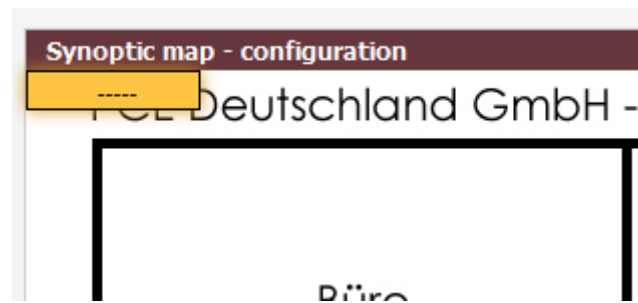 Synoptic map - configuration
-----
Deutschland GmbH -
Büro